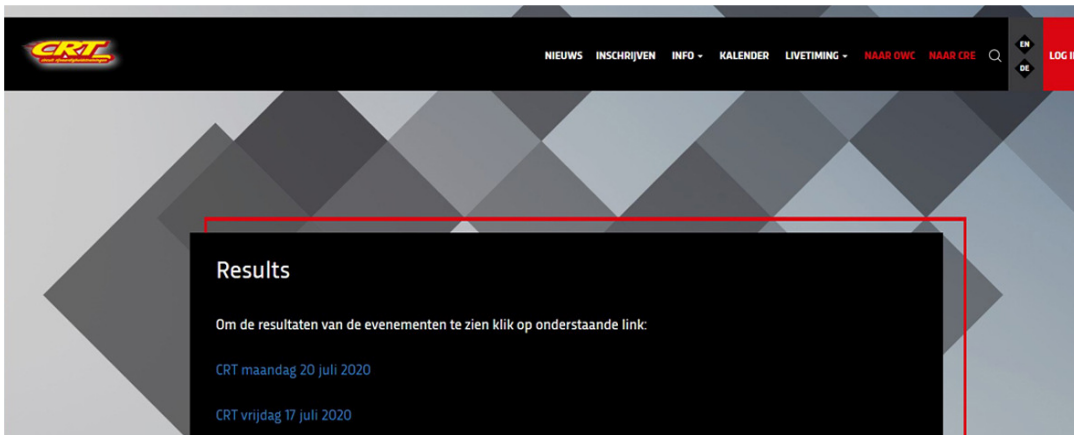 CRT
NIEUWS INSCHRIJVEN INFO KALENDER LIVETIMING NAAR OWC NAAR CRE EN
DE
LOG I
Results
Om de resultaten van de evenementen te zien klik op onderstaande link:
CRT maandag 20 juli 2020
CRT vrijdag 17 juli 2020